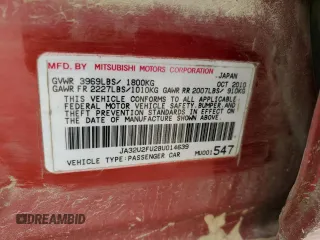 MFD. BY MITSUBISHI MOTORS CORPORATION JAPAN
GVWR 3969LBS/ 1800KG OCT 2010
GAWR FR 2227LBS/1010KG GAWR RR 2007LBS/ 910KG
THIS VEHICLE CONFORMS TO ALL APPLICABLE
FEDERAL MOTOR VEHICLE SAFETY, BUMPER, AND
THEFT PREVENTION STANDARDS IN EFFECT ON THE
DATE OF MANUFACTURE SHOWN ABOVE.
JA32U2FU2BU014639
VEHICLE TYPE:PASSENGER CAR MU001547
DREAMBID